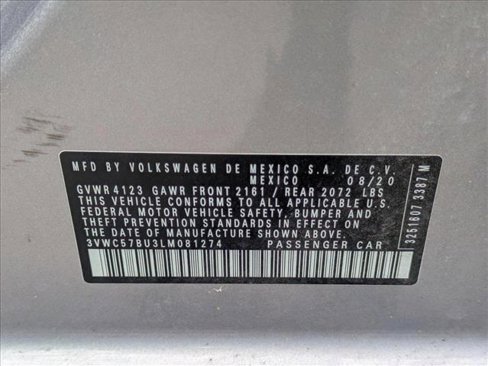 MFD BY VOLKSWAGEN DE MEXICO S.A. DE C.V.
MEXICO 08/20
GVWR 4123 GAWR FRONT 2161 / REAR 2072 LBS
THIS VEHICLE CONFORMS TO ALL APPLICABLE U.S.
FEDERAL MOTOR VEHICLE SAFETY, BUMPER AND
THEFT PREVENTION STANDARDS IN EFFECT ON THE
DATE OF MANUFACTURE SHOWN ABOVE.
3VWC57BU3LM081274 PASSENGER CAR
3251607 3387 M